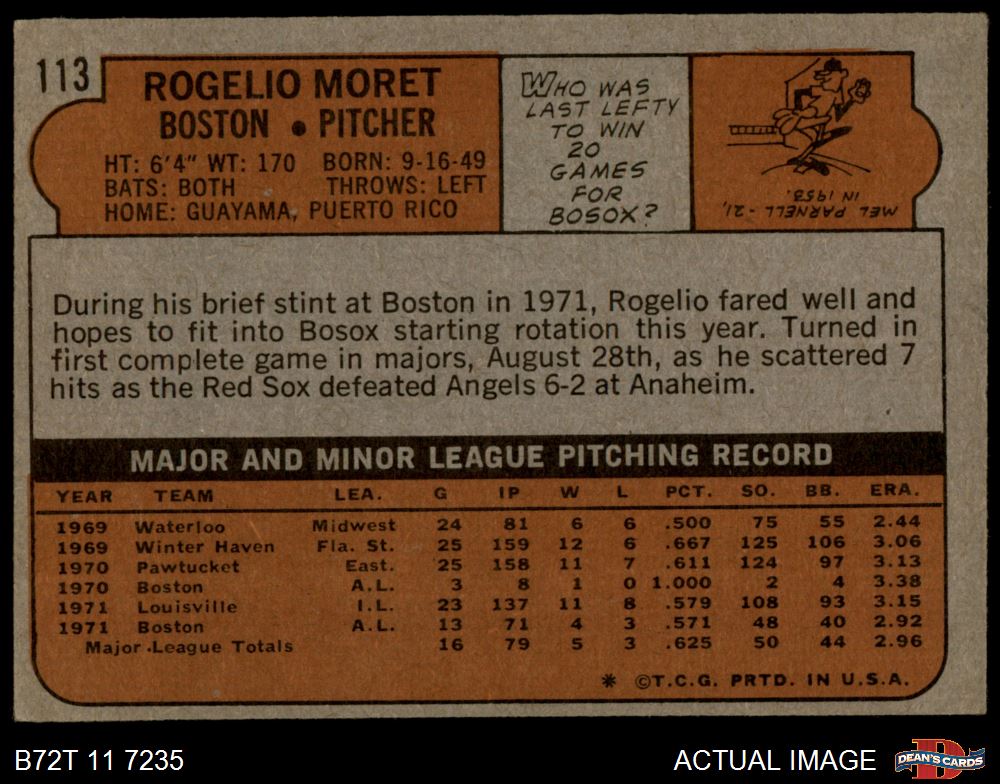 113
ROGELIO MORET
BOSTON • PITCHER
HT: 6'4" WT: 170 BORN: 9-16-49
BATS: BOTH THROWS: LEFT
HOME: GUAYAMA, PUERTO RICO
WHO WAS
LAST LEFTY
TO WIN
20
GAMES
FOR
BOSOX?
MEL PARNELL - 21,
IN 1953.
During his brief stint at Boston in 1971, Rogelio fared well and
hopes to fit into Bosox starting rotation this year. Turned in
first complete game in majors, August 28th, as he scattered 7
hits as the Red Sox defeated Angels 6-2 at Anaheim.
MAJOR AND MINOR LEAGUE PITCHING RECORD
YEAR TEAM LEA. G IP W L PCT. SO. BB. ERA.
1969 Waterloo Midwest 24 81 6 6 .500 75 55 2.44
1969 Winter Haven Fla. St. 25 159 12 6 .667 125 106 3.06
1970 Pawtucket East. 25 158 11 7 .611 124 97 3.13
1970 Boston A.L. 3 8 1 0 1.000 2 4 3.38
1971 Louisville I.L. 23 137 11 8 .579 108 93 3.15
1971 Boston A.L. 13 71 4 3 .571 48 40 2.92
Major League Totals 16 79 5 3 .625 50 44 2.96
* ©T.C.G. PRTD. IN U.S.A.
B72T 11 7235
ACTUAL IMAGE
DEAN'S CARDS